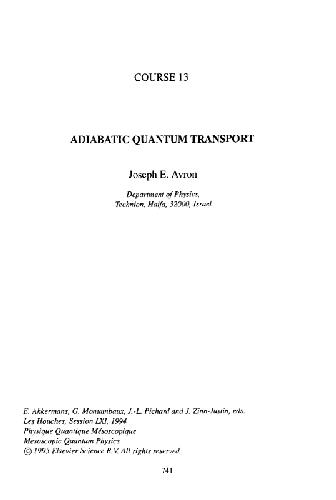 COURSE 13
ADIABATIC QUANTUM TRANSPORT
Joseph E. Avron
Department of Physics,
Technion, Haifa, 32000, Israel
E. Akkermans, G. Montambaux, J.-L. Pichard and J. Zinn-Justin, eds.
Les Houches, Session LXI, 1994
Physique Quantique Mésoscopique
Mesoscopic Quantum Physics
© 1995 Elsevier Science B.V. All rights reserved
741